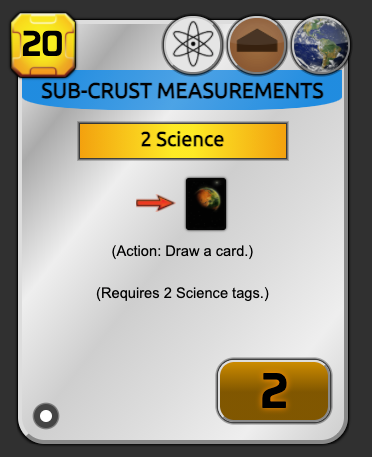 20
SUB-CRUST MEASUREMENTS
2 Science
(Action: Draw a card.)
(Requires 2 Science tags.)
2